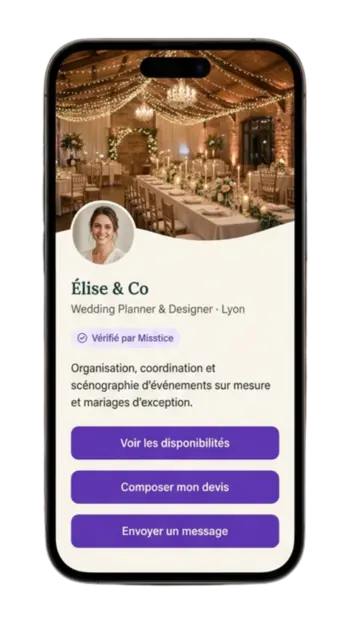 Élise & Co
Wedding Planner & Designer · Lyon
Vérifié par Misstice
Organisation, coordination et
scénographie d'événements sur mesure
et mariages d'exception.
Voir les disponibilités
Composer mon devis
Envoyer un message